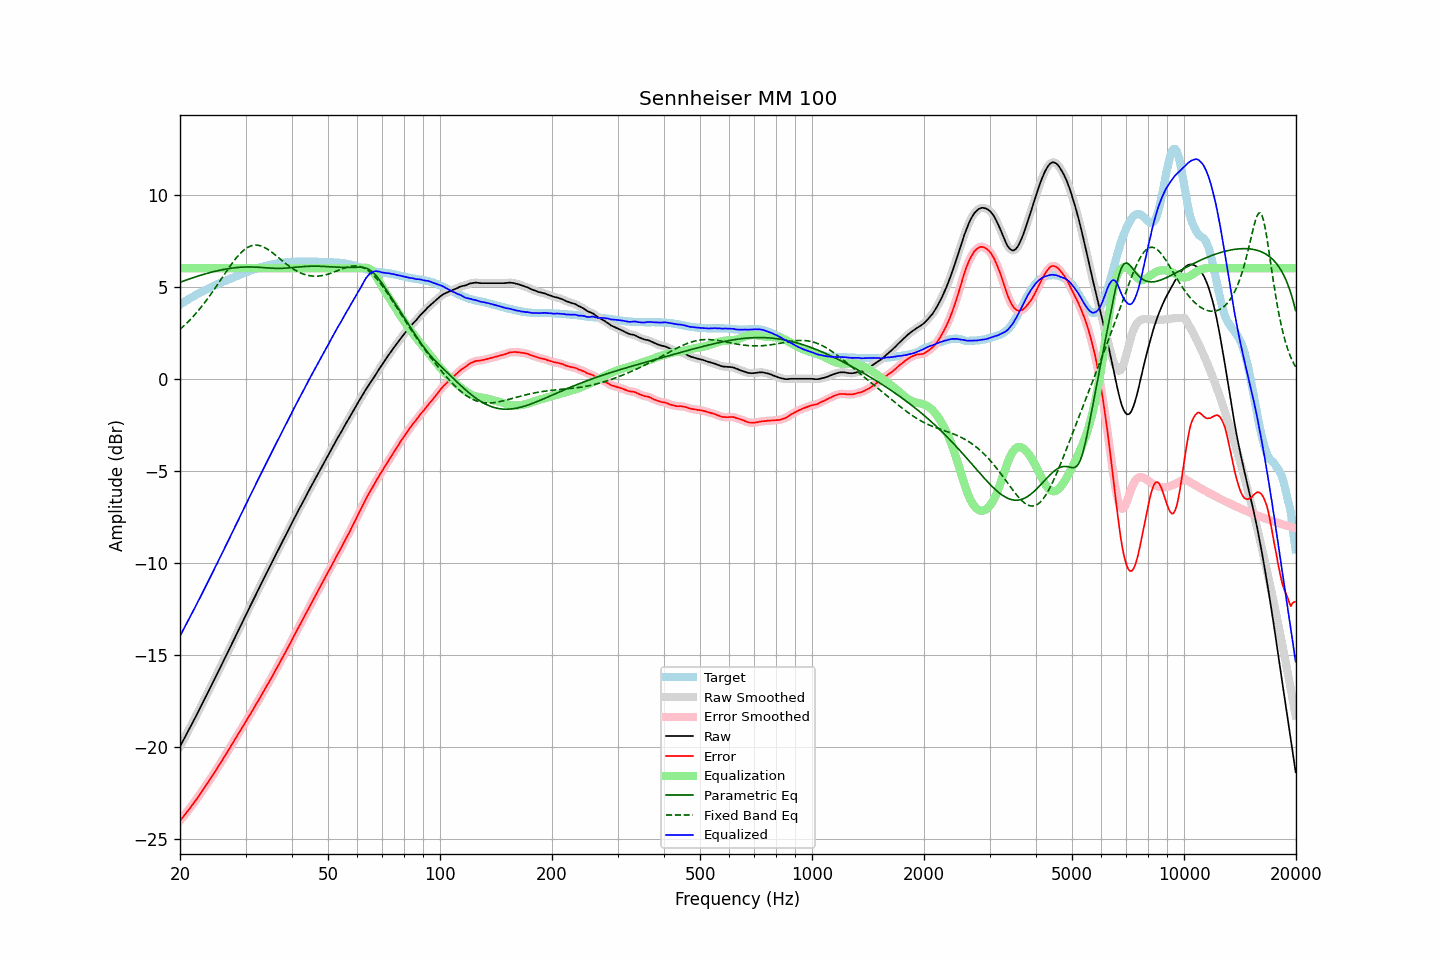 Sennheiser MM 100
Amplitude (dBr)
10
5
0
−5
−10
−15
−20
−25
Target
Raw Smoothed
Error Smoothed
Raw
Error
Equalization
Parametric Eq
Fixed Band Eq
Equalized
20 50 100 200 500 1000 2000 5000 10000 20000
Frequency (Hz)